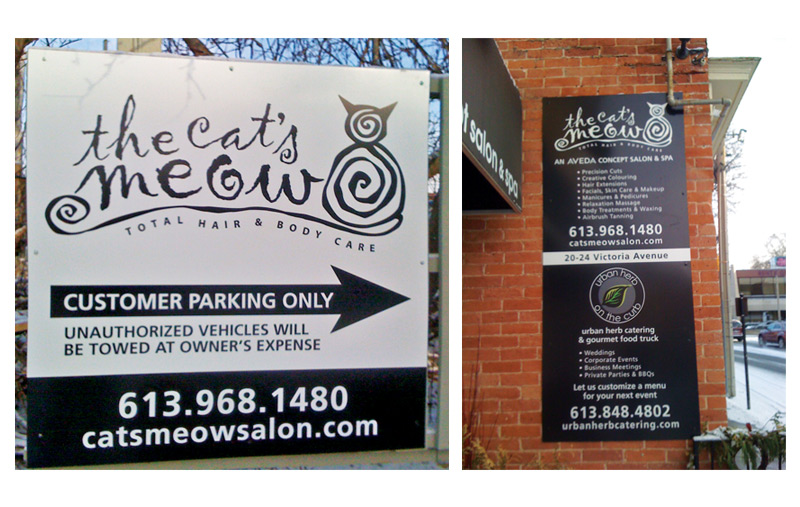 the cat's
meow
TOTAL HAIR & BODY CARE
CUSTOMER PARKING ONLY
UNAUTHORIZED VEHICLES WILL
BE TOWED AT OWNER'S EXPENSE
613.968.1480
catsmeowsalon.com
t salon & spa
the cat's
meow
TOTAL HAIR & BODY CARE
AN AVEDA CONCEPT SALON & SPA
• Precision Cuts
• Creative Colouring
• Hair Extensions
• Facials, Skin Care & Makeup
• Manicures & Pedicures
• Relaxation Massage
• Body Treatments & Waxing
• Airbrush Tanning
613.968.1480
catsmeowsalon.com
20-24 Victoria Avenue
urban herb
on the curb
urban herb catering
& gourmet food truck
• Weddings
• Corporate Events
• Business Meetings
• Private Parties & BBQs
Let us customize a menu
for your next event
613.848.4802
urbanherbcatering.com